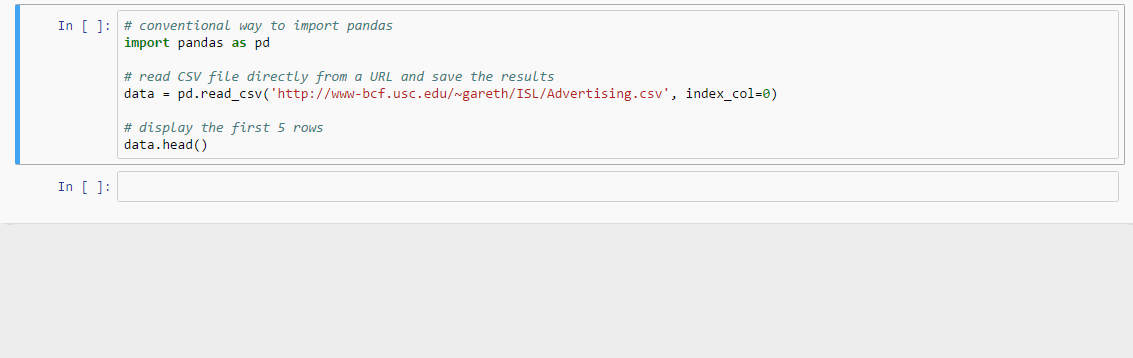 In [ ]: # conventional way to import pandas
import pandas as pd
# read CSV file directly from a URL and save the results
data = pd.read_csv('http://www-bcf.usc.edu/~gareth/ISL/Advertising.csv', index_col=0)
# display the first 5 rows
data.head()
In [ ]: